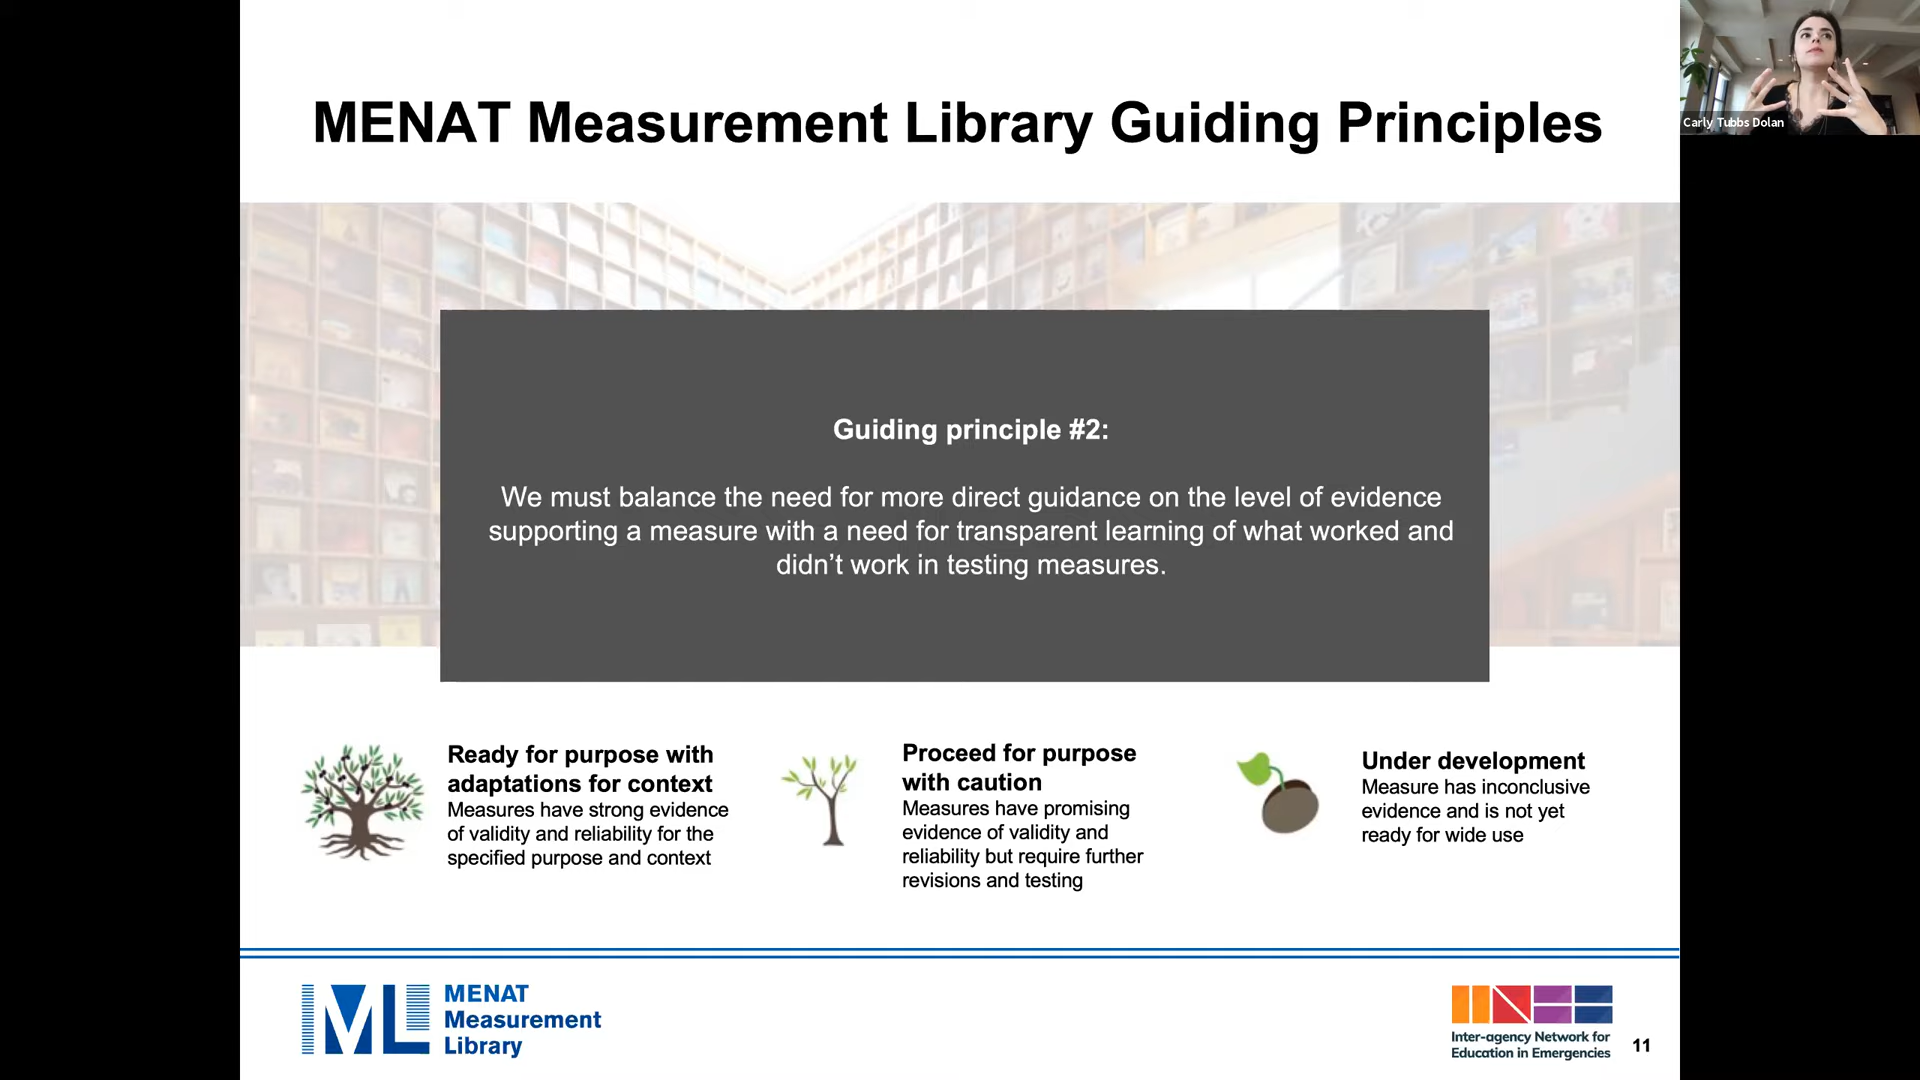 MENAT Measurement Library Guiding Principles
Carly Tubbs Dolan
Guiding principle #2:
We must balance the need for more direct guidance on the level of evidence
supporting a measure with a need for transparent learning of what worked and
didn’t work in testing measures.
Ready for purpose with
adaptations for context
Measures have strong evidence
of validity and reliability for the
specified purpose and context
Proceed for purpose
with caution
Measures have promising
evidence of validity and
reliability but require further
revisions and testing
Under development
Measure has inconclusive
evidence and is not yet
ready for wide use
ML
MENAT
Measurement
Library
INEE
Inter-agency Network for
Education in Emergencies
11